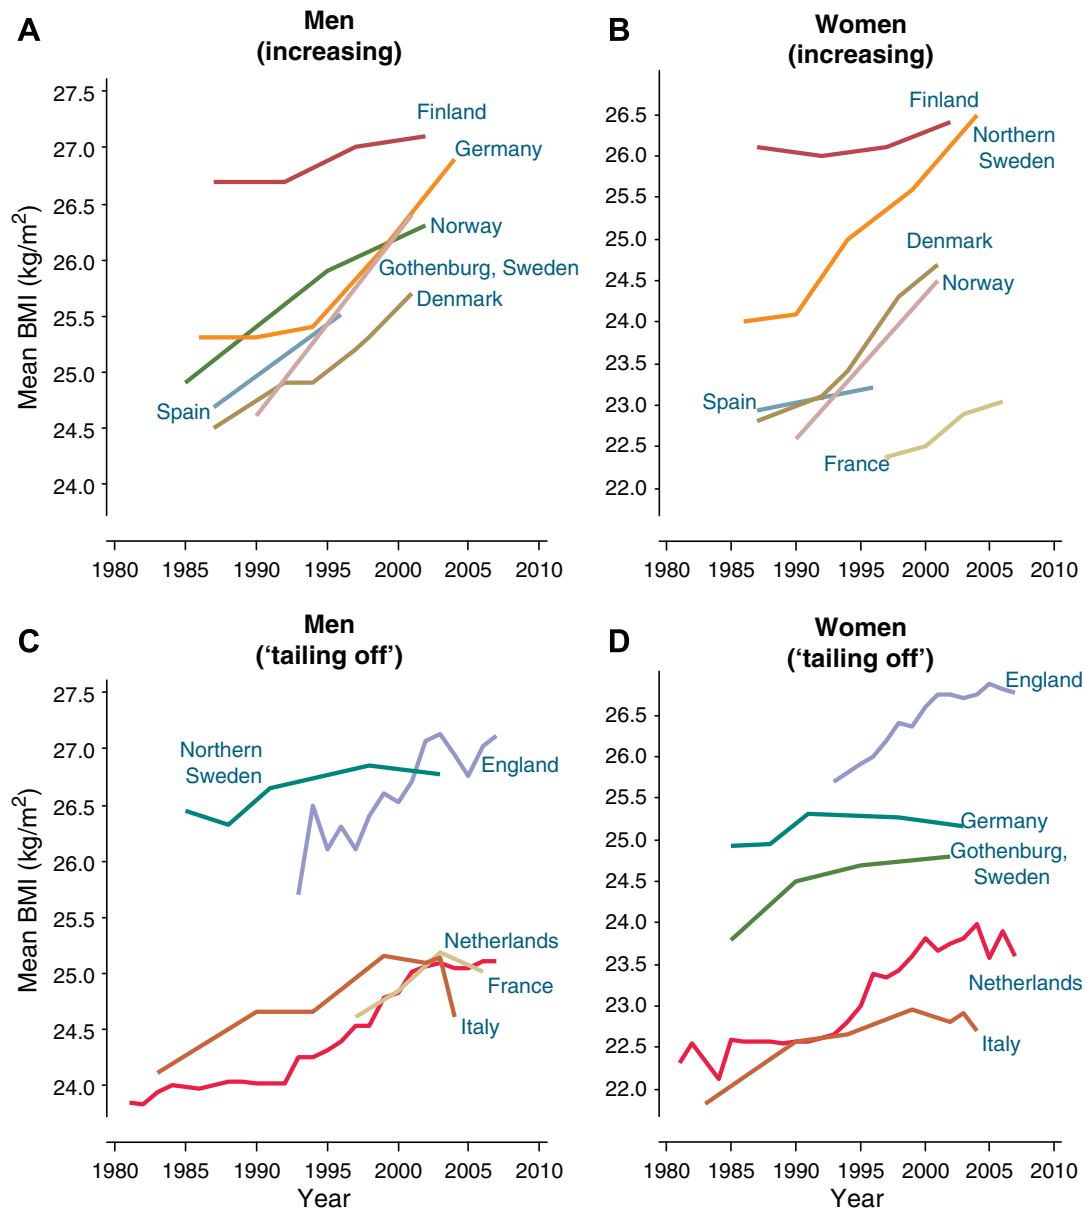 A
Men
(increasing)
27.5
27.0
26.5
26.0
25.5
25.0
24.5
24.0
Mean BMI (kg/m²)
Finland
Germany
Norway
Gothenburg, Sweden
Denmark
Spain
1980 1985 1990 1995 2000 2005 2010
B
Women
(increasing)
26.5
26.0
25.5
25.0
24.5
24.0
23.5
23.0
22.5
22.0
Finland
Northern
Sweden
Denmark
Norway
Spain
France
1980 1985 1990 1995 2000 2005 2010
C
Men
(‘tailing off’)
27.5
27.0
26.5
26.0
25.5
25.0
24.5
24.0
Mean BMI (kg/m²)
Northern
Sweden
England
Netherlands
France
Italy
1980 1985 1990 1995 2000 2005 2010
Year
D
Women
(‘tailing off’)
26.5
26.0
25.5
25.0
24.5
24.0
23.5
23.0
22.5
22.0
England
Germany
Gothenburg,
Sweden
Netherlands
Italy
1980 1985 1990 1995 2000 2005 2010
Year